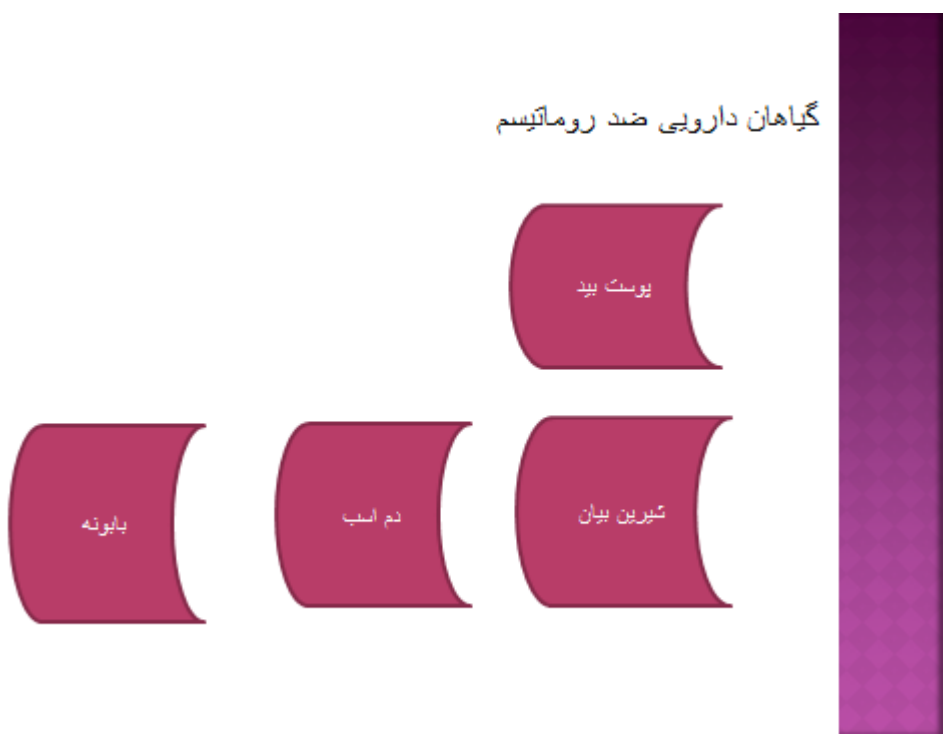 گیاهان دارویی ضد روماتیسم
پوست بید
شیرین بیان
دم اسب
بابونه